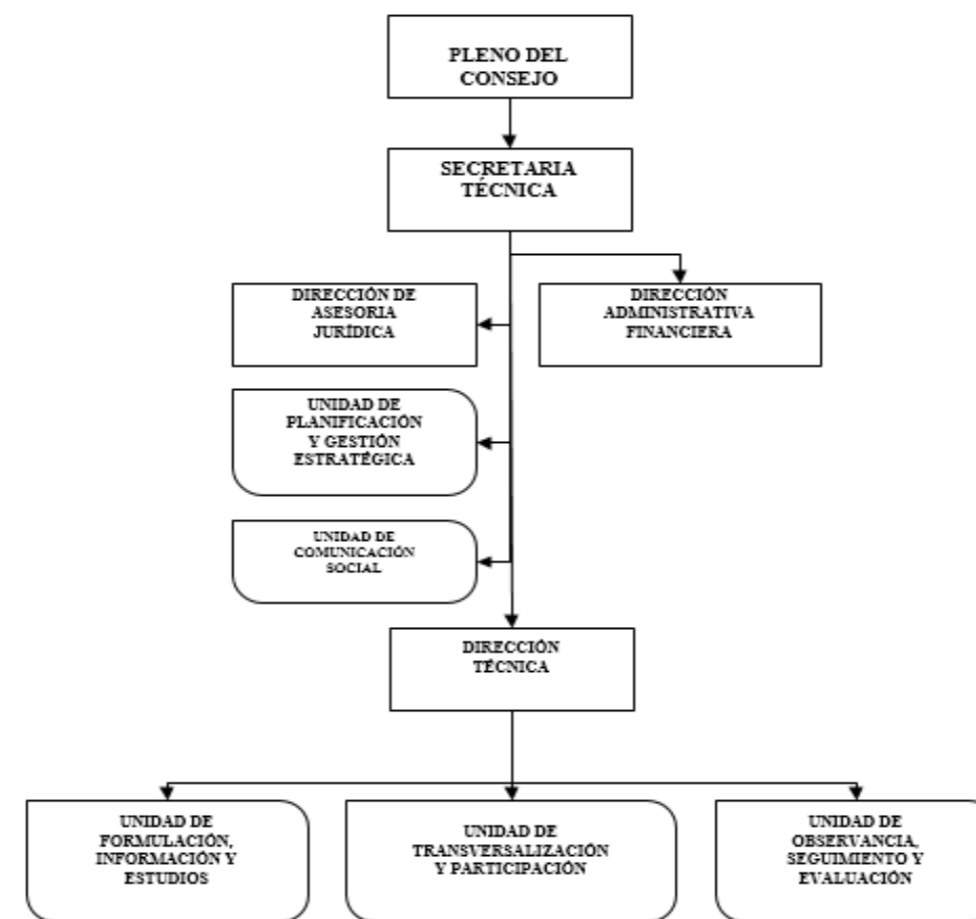 PLENO DEL
CONSEJO
SECRETARIA
TÉCNICA
DIRECCIÓN DE
ASESORIA
JURÍDICA
DIRECCIÓN
ADMINISTRATIVA
FINANCIERA
UNIDAD DE
PLANIFICACIÓN
Y GESTIÓN
ESTRATÉGICA
UNIDAD DE
COMUNICACIÓN
SOCIAL
DIRECCIÓN
TÉCNICA
UNIDAD DE
FORMULACIÓN,
INFORMACIÓN Y
ESTUDIOS
UNIDAD DE
TRANSVERSALIZACIÓN
Y PARTICIPACIÓN
UNIDAD DE
OBSERVANCIA,
SEGUIMIENTO Y
EVALUACIÓN